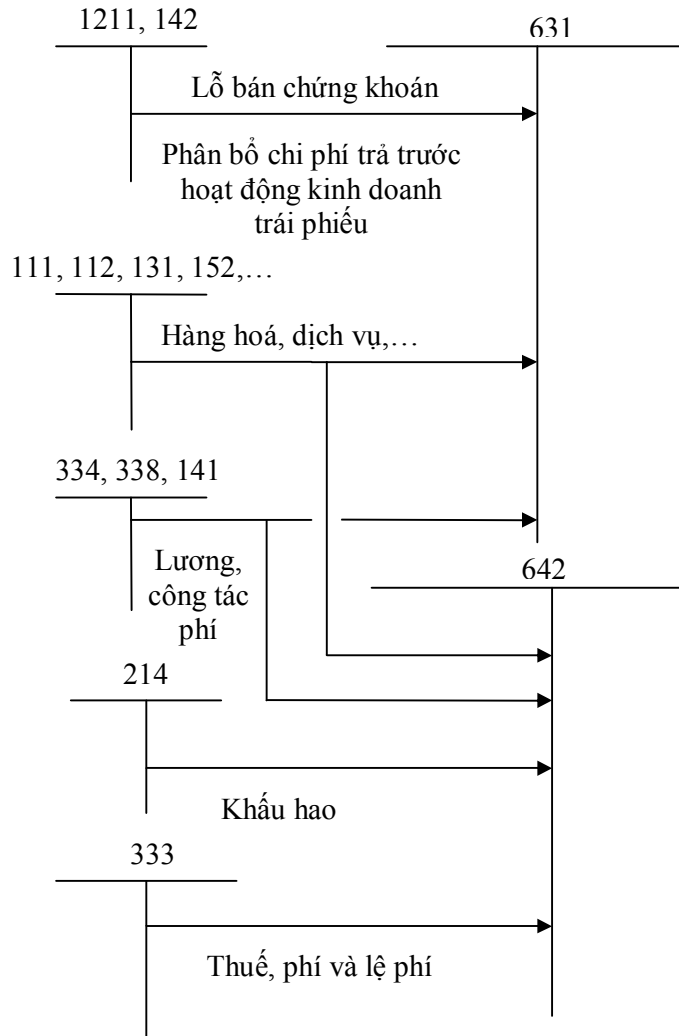 1211, 142
631
Lỗ bán chứng khoán
Phân bổ chi phí trả trước
hoạt động kinh doanh
trái phiếu
111, 112, 131, 152,…
Hàng hoá, dịch vụ,…
334, 338, 141
Lương,
công tác
phí
642
214
Khấu hao
333
Thuế, phí và lệ phí